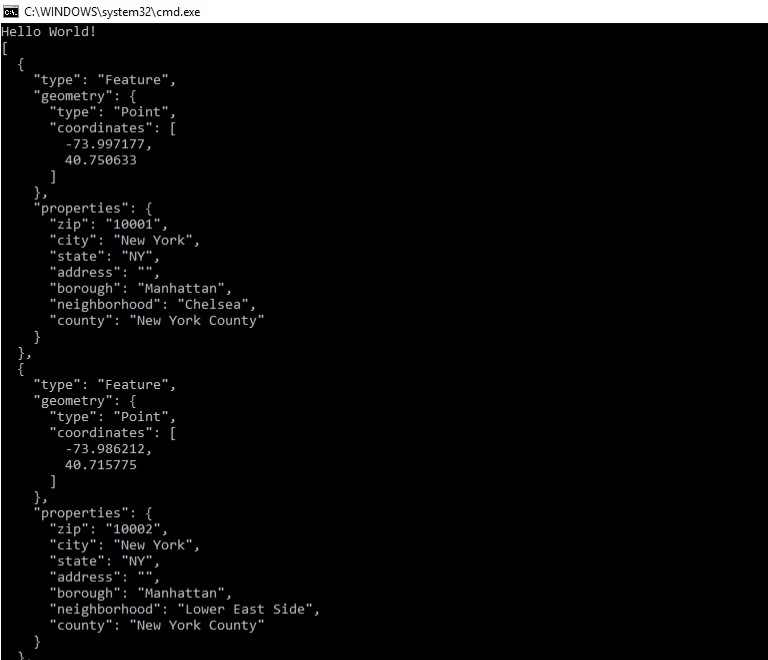 C:\WINDOWS\system32\cmd.exe
Hello World!
[
  {
    "type": "Feature",
    "geometry": {
      "type": "Point",
      "coordinates": [
        -73.997177,
        40.750633
      ]
    },
    "properties": {
      "zip": "10001",
      "city": "New York",
      "state": "NY",
      "address": "",
      "borough": "Manhattan",
      "neighborhood": "Chelsea",
      "county": "New York County"
    }
  },
  {
    "type": "Feature",
    "geometry": {
      "type": "Point",
      "coordinates": [
        -73.986212,
        40.715775
      ]
    },
    "properties": {
      "zip": "10002",
      "city": "New York",
      "state": "NY",
      "address": "",
      "borough": "Manhattan",
      "neighborhood": "Lower East Side",
      "county": "New York County"
    }
  },